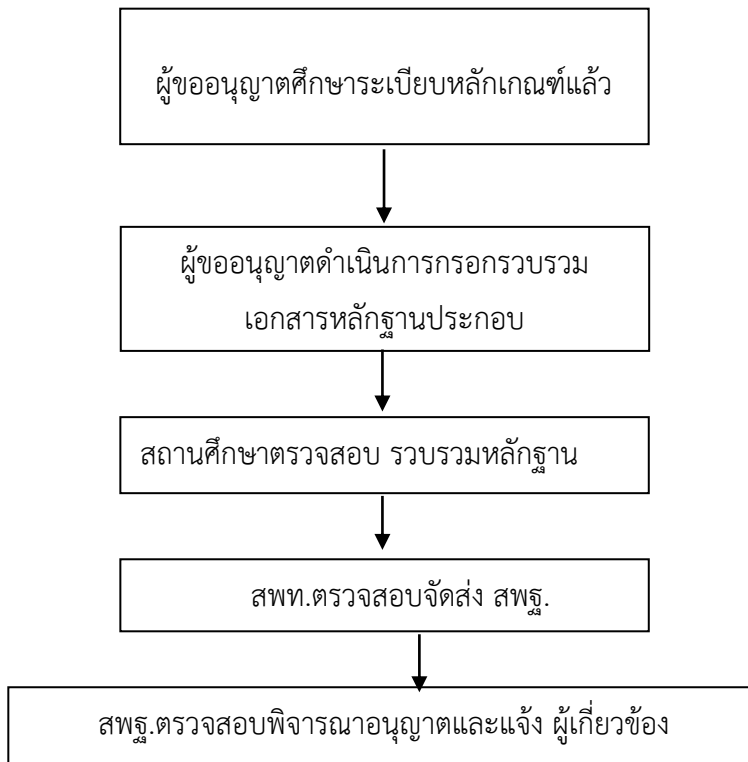 ผู้ขออนุญาตศึกษาระเบียบหลักเกณฑ์แล้ว
ผู้ขออนุญาตดำเนินการกรอกรวบรวม
เอกสารหลักฐานประกอบ
สถานศึกษาตรวจสอบ รวบรวมหลักฐาน
สพท.ตรวจสอบจัดส่ง สพฐ.
สพฐ.ตรวจสอบพิจารณาอนุญาตและแจ้ง ผู้เกี่ยวข้อง